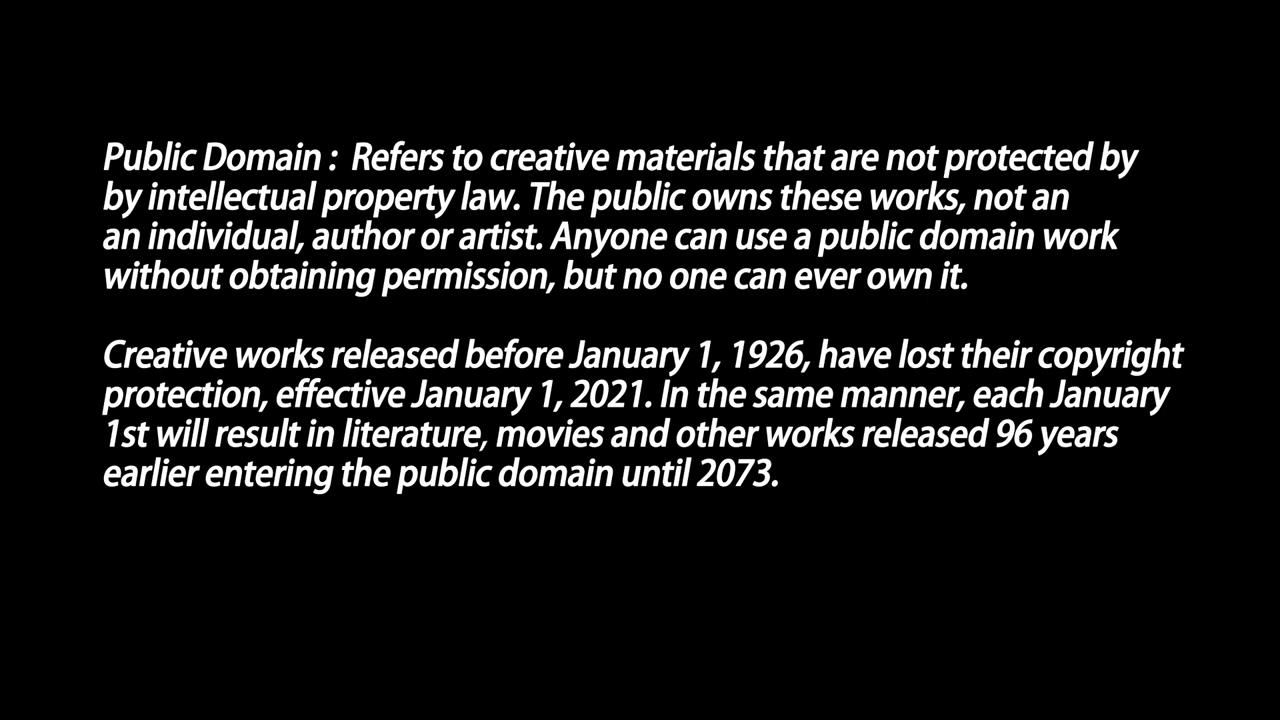 Public Domain :  Refers to creative materials that are not protected by
by intellectual property law. The public owns these works, not an
an individual, author or artist. Anyone can use a public domain work
without obtaining permission, but no one can ever own it.
Creative works released before January 1, 1926, have lost their copyright
protection, effective January 1, 2021. In the same manner, each January
1st will result in literature, movies and other works released 96 years
earlier entering the public domain until 2073.